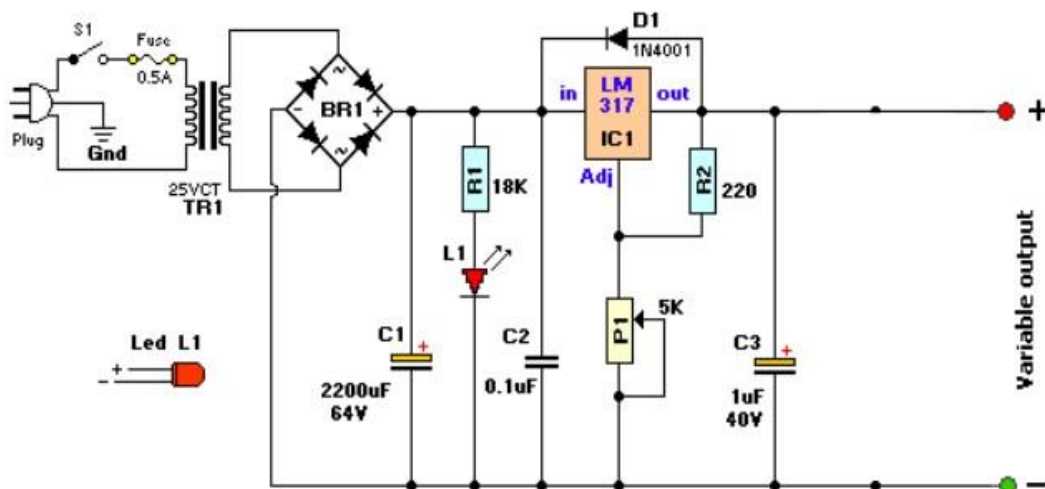 S1
Fuse
0.5A
Plug
Gnd
25VCT
TR1
~
- BR1 +
~
D1
1N4001
in
LM
317
out
IC1
Adj
R1
18K
R2
220
L1
P1
5K
C1
+
2200uF
64V
C2
0.1uF
C3
+
1uF
40V
Led L1
+
-
+
Variable output
-